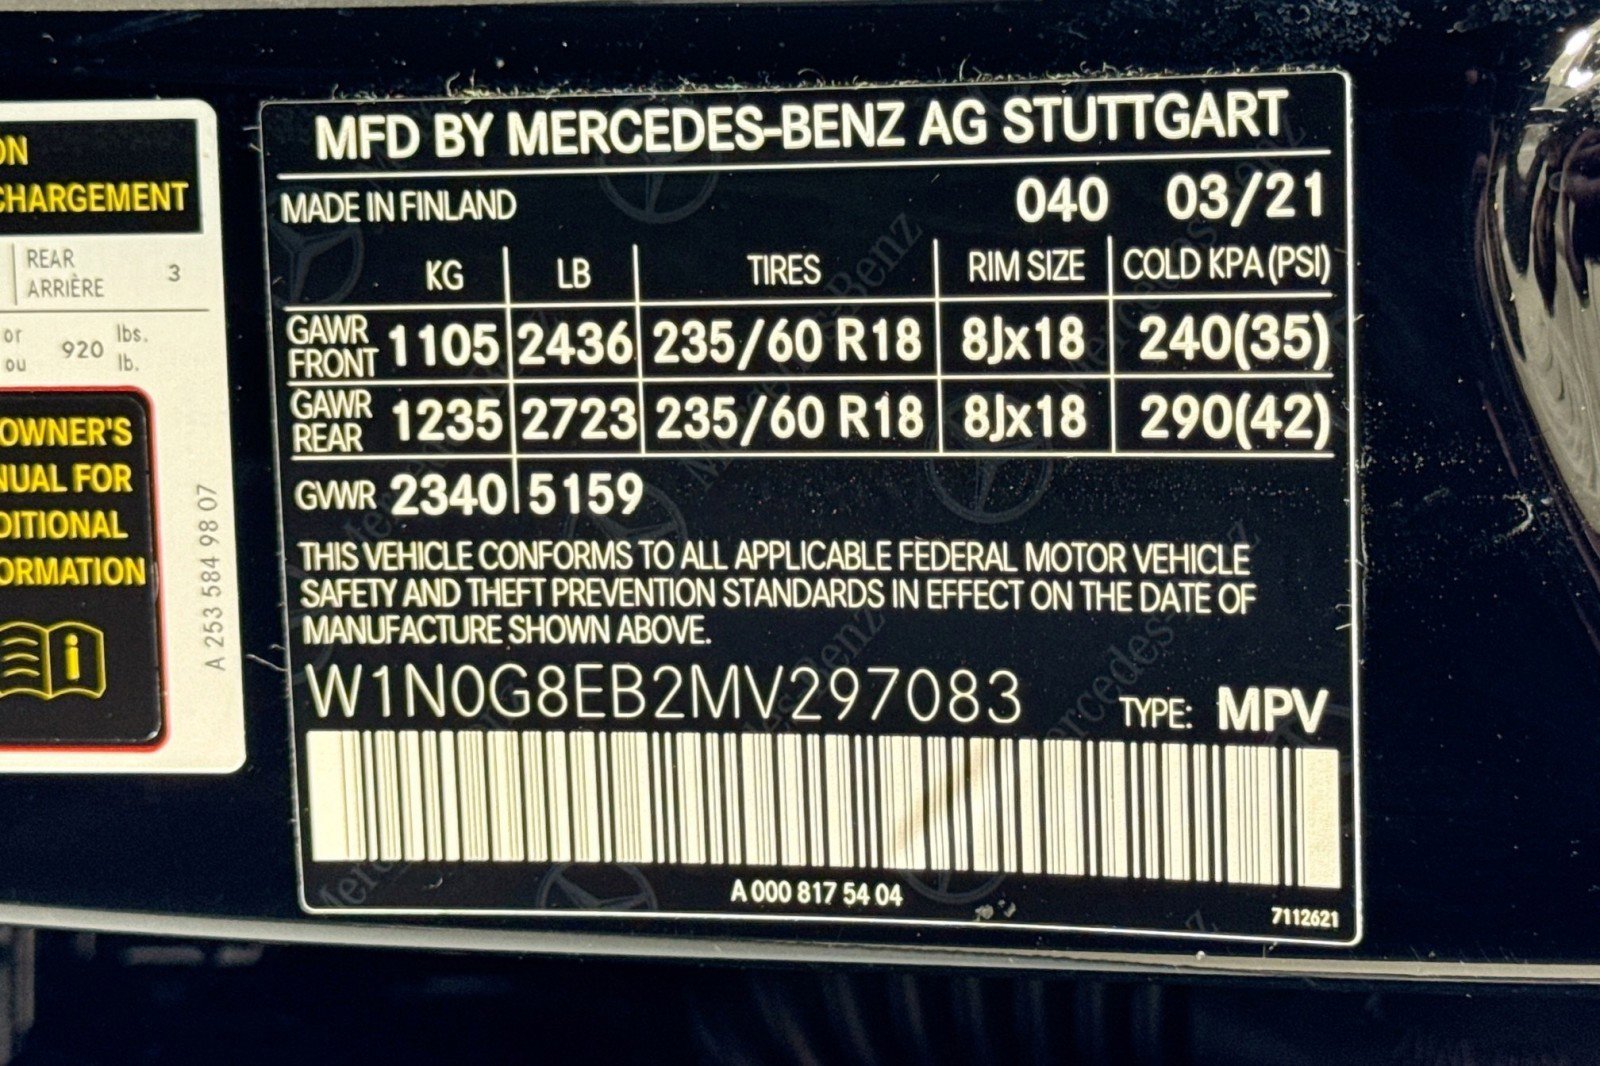 ON
CHARGEMENT
REAR
ARRIÈRE 3
or 920 lbs.
ou lb.
OWNER'S
NUAL FOR
DITIONAL
ORMATION
A 253 584 98 07
MFD BY MERCEDES-BENZ AG STUTTGART
MADE IN FINLAND 040 03/21
KG LB TIRES RIM SIZE COLD KPA (PSI)
GAWR FRONT 1105 2436 235/60 R18 8Jx18 240(35)
GAWR REAR 1235 2723 235/60 R18 8Jx18 290(42)
GVWR 2340 5159
THIS VEHICLE CONFORMS TO ALL APPLICABLE FEDERAL MOTOR VEHICLE
SAFETY AND THEFT PREVENTION STANDARDS IN EFFECT ON THE DATE OF
MANUFACTURE SHOWN ABOVE.
W1N0G8EB2MV297083 TYPE: MPV
A 000 817 54 04
7112621